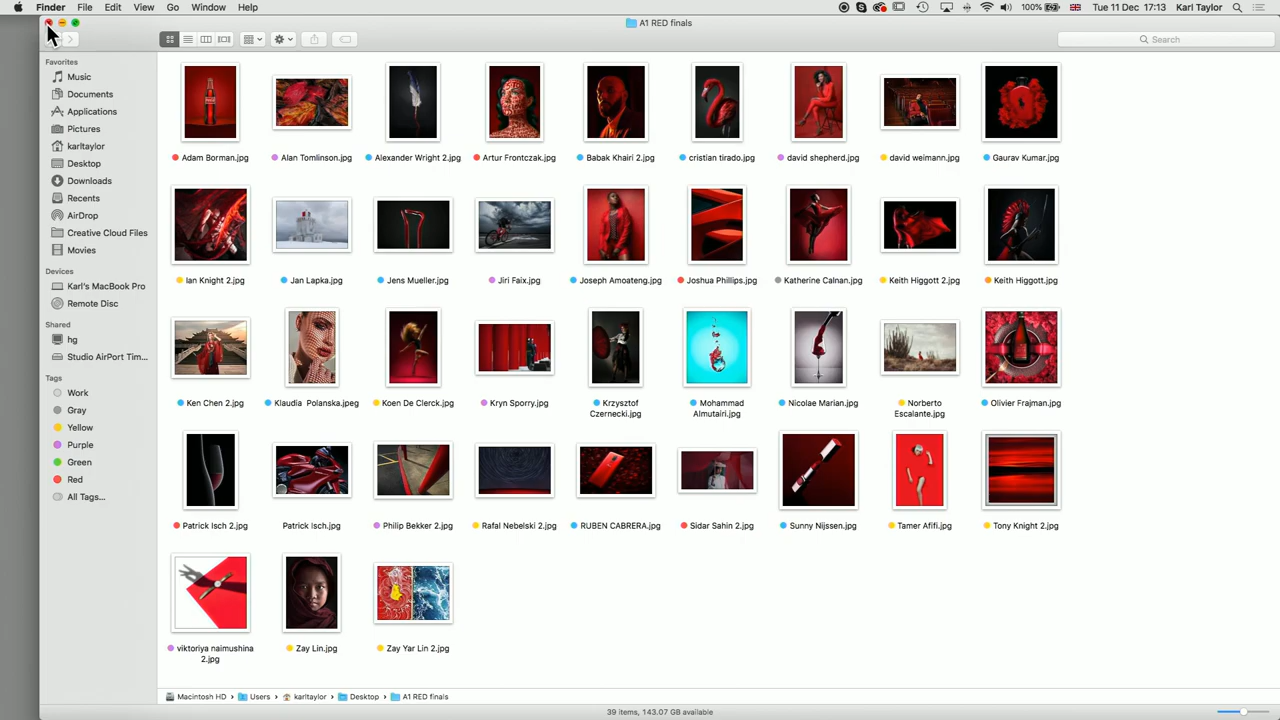 Finder File Edit View Go Window Help 100% Tue 11 Dec 17:13 Karl Taylor
A1 RED finals
Search
Favorites
Music
Documents
Applications
Pictures
karltaylor
Desktop
Downloads
Recents
AirDrop
Creative Cloud Files
Movies
Devices
Karl's MacBook Pro
Remote Disc
Shared
hg
Studio AirPort Tim...
Tags
Work
Gray
Yellow
Purple
Green
Red
All Tags...
Adam Borman.jpg Alan Tomlinson.jpg Alexander Wright 2.jpg Artur Frontczak.jpg Babak Khairi 2.jpg cristian tirado.jpg david shepherd.jpg david weimann.jpg Gaurav Kumar.jpg
Ian Knight 2.jpg Jan Lapka.jpg Jens Mueller.jpg Jiri Faix.jpg Joseph Amoateng.jpg Joshua Phillips.jpg Katherine Calnan.jpg Keith Higgott 2.jpg Keith Higgott.jpg
Ken Chen 2.jpg Klaudia Polanska.jpeg Koen De Clerck.jpg Kryn Sporry.jpg Krzysztof Czernecki.jpg Mohammad Almutairi.jpg Nicolae Marian.jpg Norberto Escalante.jpg Olivier Frajman.jpg
Patrick Isch 2.jpg Patrick Isch.jpg Philip Bekker 2.jpg Rafal Nebelski 2.jpg RUBEN CABRERA.jpg Sidar Sahin 2.jpg Sunny Nijssen.jpg Tamer Afifi.jpg Tony Knight 2.jpg
viktoriya naimushina 2.jpg Zay Lin.jpg Zay Yar Lin 2.jpg
Macintosh HD › Users › karltaylor › Desktop › A1 RED finals
39 items, 143.07 GB available